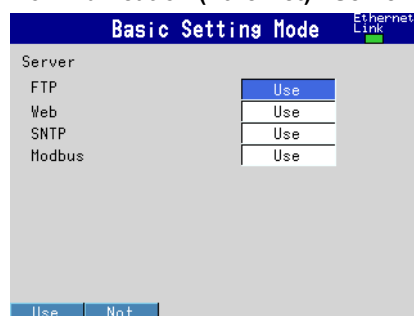 Basic Setting Mode
Ethernet
Link
Server
FTP Use
Web Use
SNTP Use
Modbus Use
Use Not